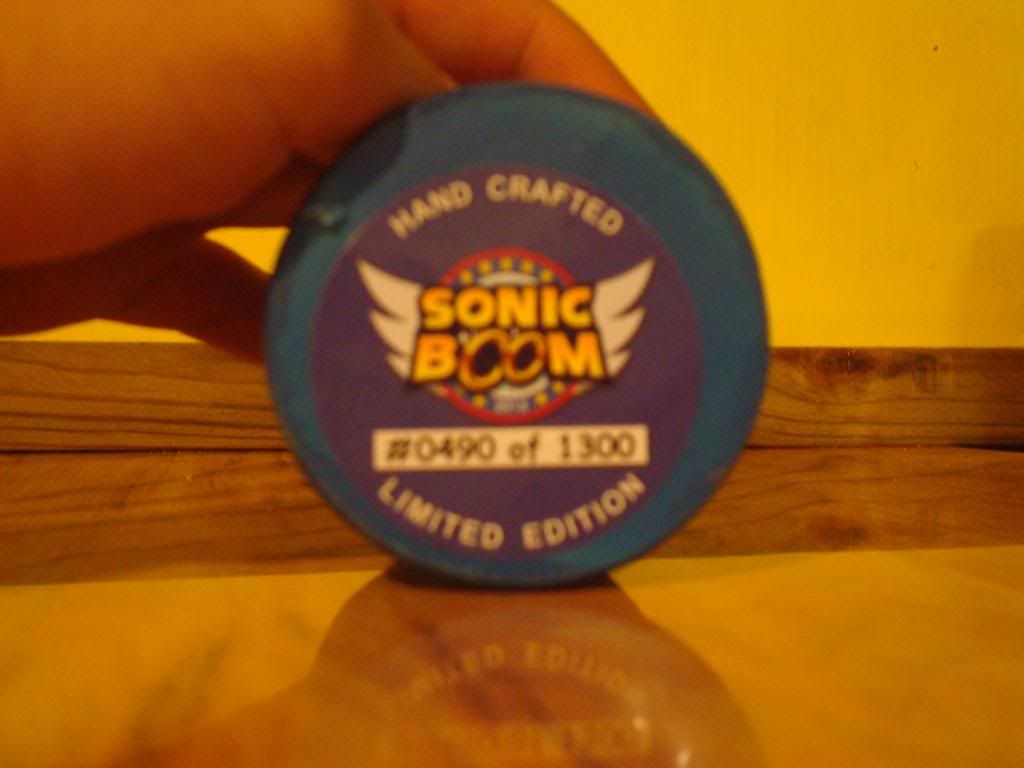 HAND CRAFTED
SONIC
BOOM
#0490 of 1300
LIMITED EDITION